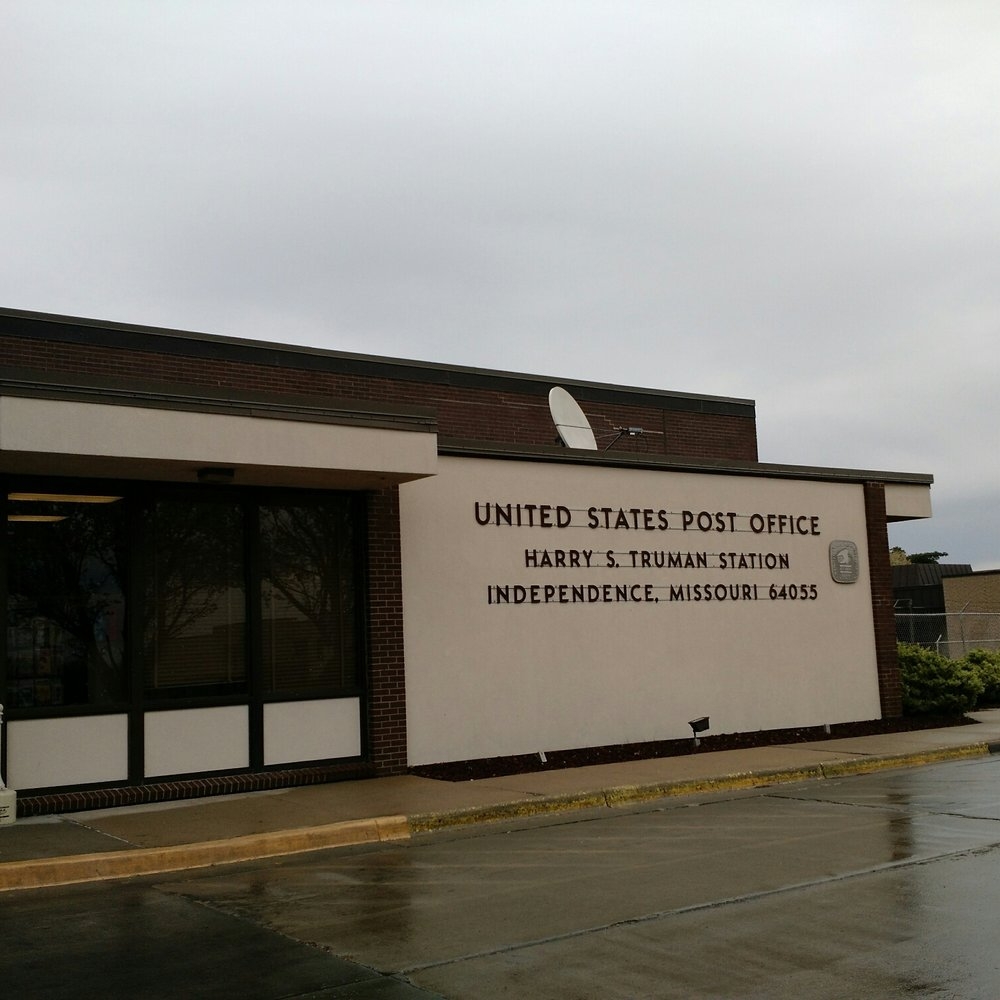 UNITED STATES POST OFFICE
HARRY S. TRUMAN STATION
INDEPENDENCE, MISSOURI 64055